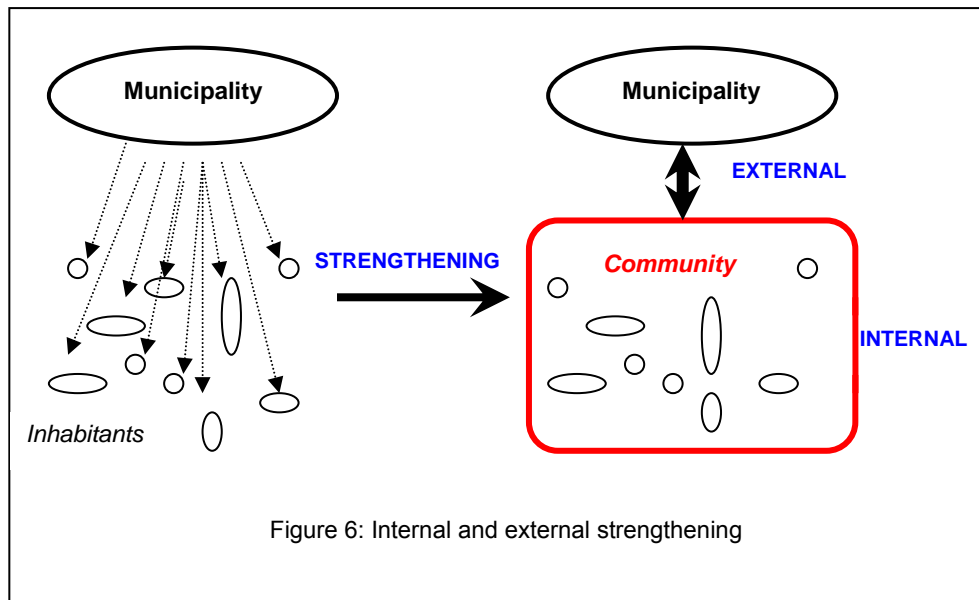 Municipality
Municipality
EXTERNAL
STRENGTHENING
Community
INTERNAL
Inhabitants
Figure 6: Internal and external strengthening